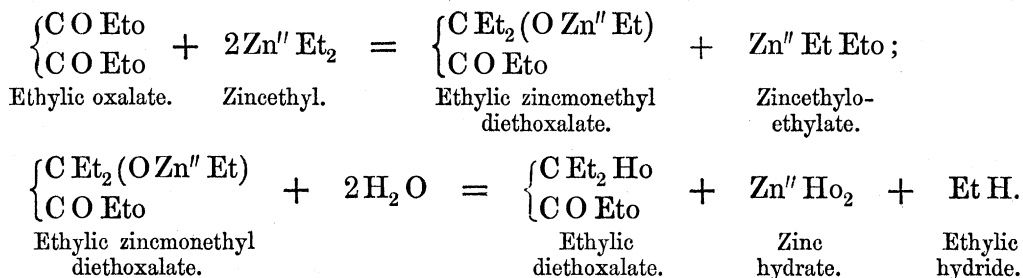 {C O Eto + 2Zn″ Et₂ = {C Et₂ (O Zn″ Et) + Zn″ Et Eto ;
{C O Eto {C O Eto
Ethylic oxalate. Zincethyl. Ethylic zincmonethyl Zincethylo-
diethoxalate. ethylate.
{C Et₂ (O Zn″ Et) + 2H₂O = {C Et₂ Ho + Zn″ Ho₂ + Et H.
{C O Eto {C O Eto
Ethylic zincmonethyl Ethylic Zinc Ethylic
diethoxalate. diethoxalate. hydrate. hydride.